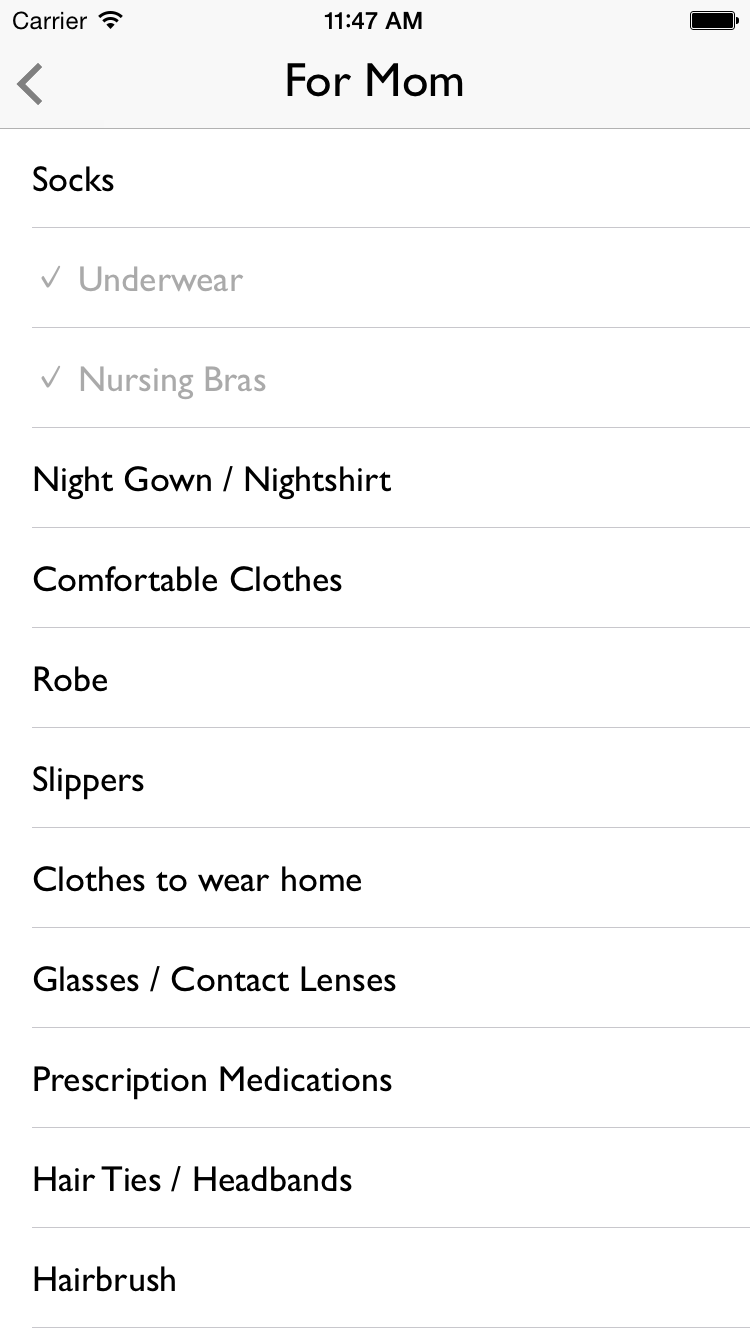 Carrier 11:47 AM
For Mom
Socks
✓ Underwear
✓ Nursing Bras
Night Gown / Nightshirt
Comfortable Clothes
Robe
Slippers
Clothes to wear home
Glasses / Contact Lenses
Prescription Medications
Hair Ties / Headbands
Hairbrush